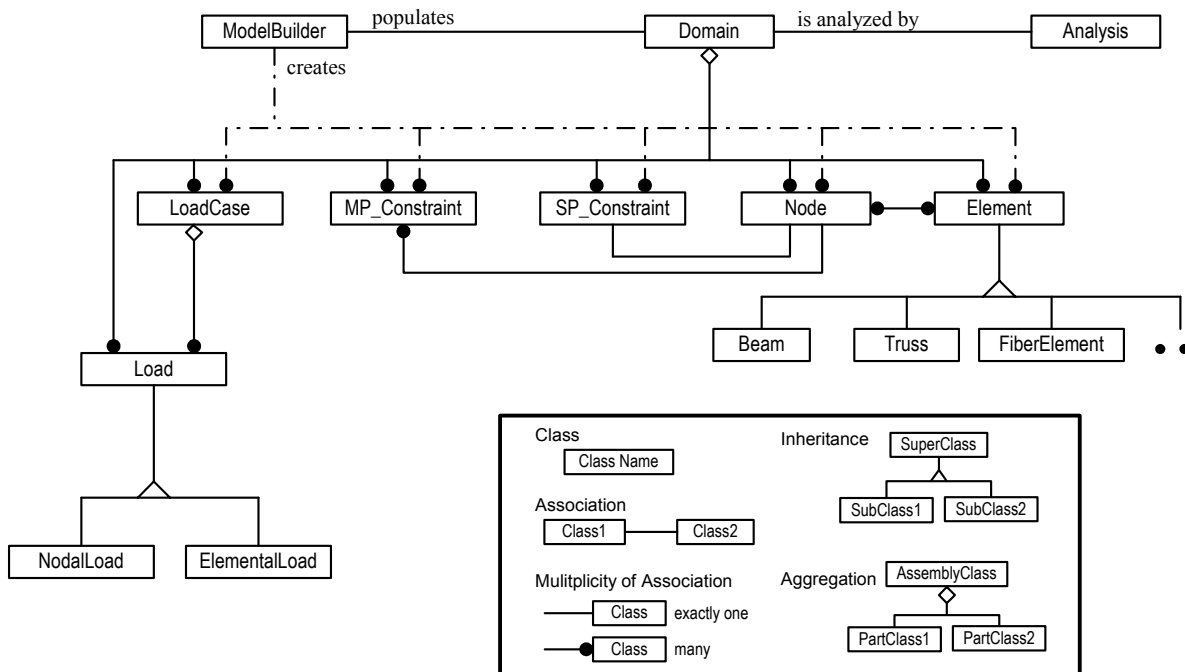 ModelBuilder
populates
Domain
is analyzed by
Analysis
creates
LoadCase
MP_Constraint
SP_Constraint
Node
Element
Beam
Truss
FiberElement
Load
NodalLoad
ElementalLoad
Class
Class Name
Association
Class1
Class2
Mulitplicity of Association
Class
exactly one
Class
many
Inheritance
SuperClass
SubClass1
SubClass2
Aggregation
AssemblyClass
PartClass1
PartClass2